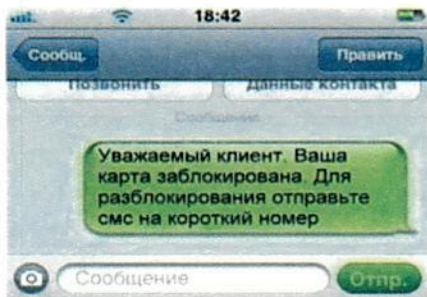 18:42
Сообщ.
Править
Позвонить
Данные контакта
Сообщения
Уважаемый клиент. Ваша
карта заблокирована. Для
разблокирования отправьте
смс на короткий номер
Сообщение
Отпр.